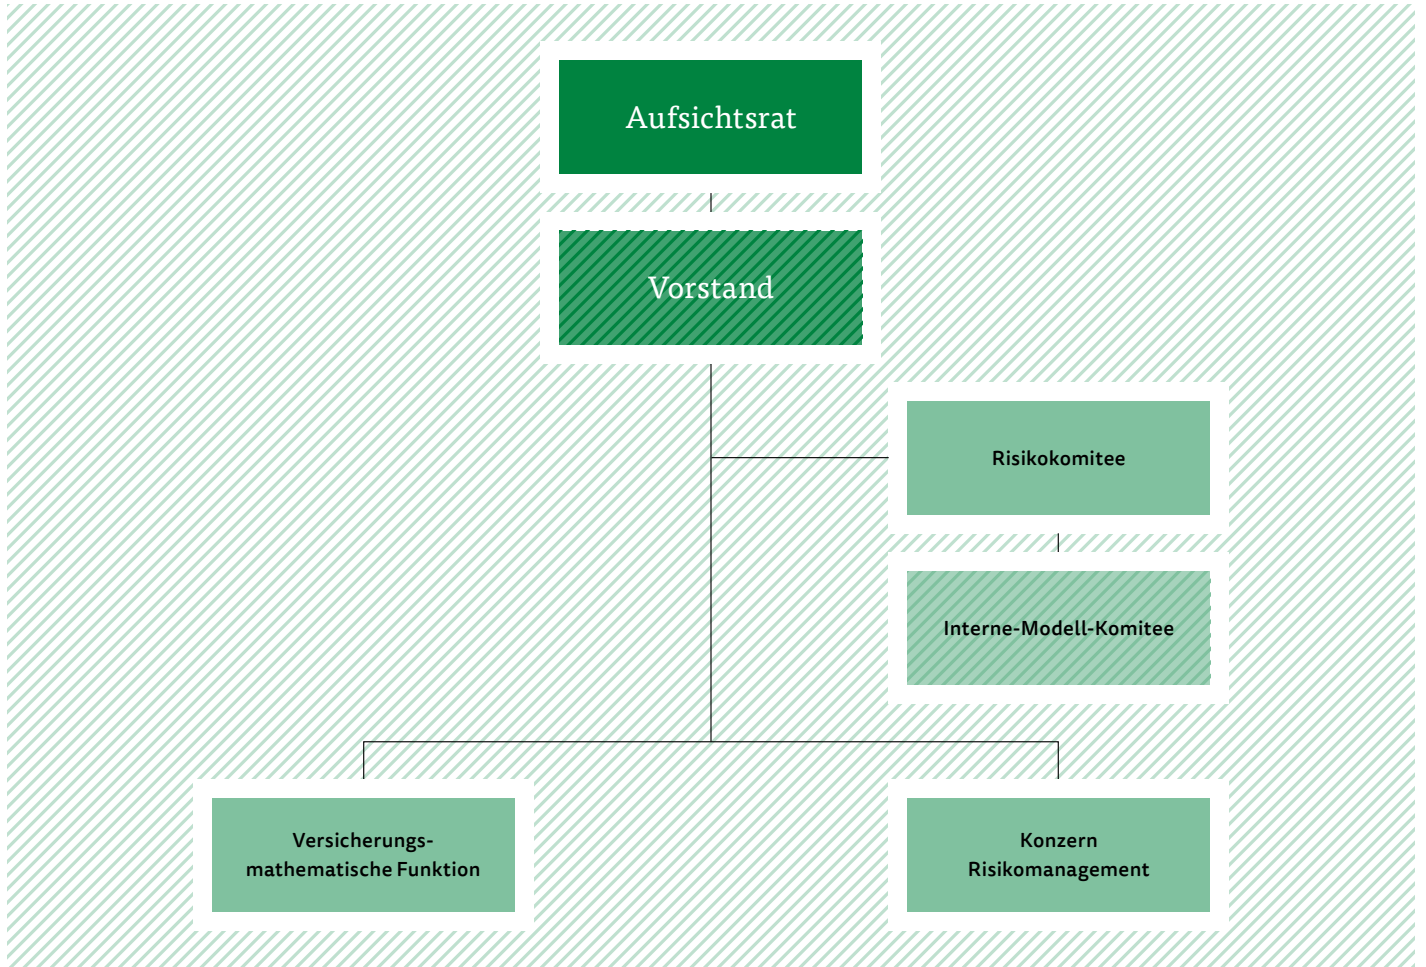 Aufsichtsrat
Vorstand
Risikokomitee
Interne-Modell-Komitee
Versicherungs-
mathematische Funktion
Konzern
Risikomanagement